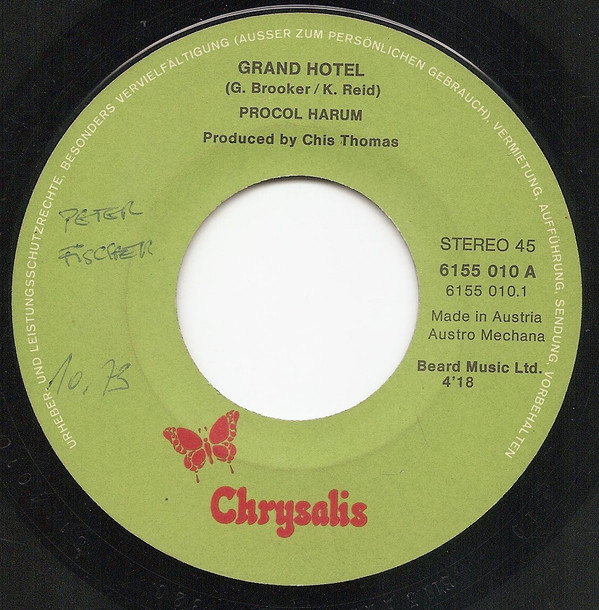 URHEBER UND LEISTUNGSSCHUTZRECHTE, BESONDERS VERVIELFÄLTIGUNG (AUSSER ZUM PERSÖNLICHEN GEBRAUCH), VERMIETUNG, AUFFÜHRUNG, SENDUNG, VORBEHALTEN
GRAND HOTEL
(G. Brooker / K. Reid)
PROCOL HARUM
Produced by Chis Thomas
PETER
FISCHER
STEREO 45
6155 010 A
6155 010.1
Made in Austria
Austro Mechana
Beard Music Ltd.
4'18
10, 73
Chrysalis